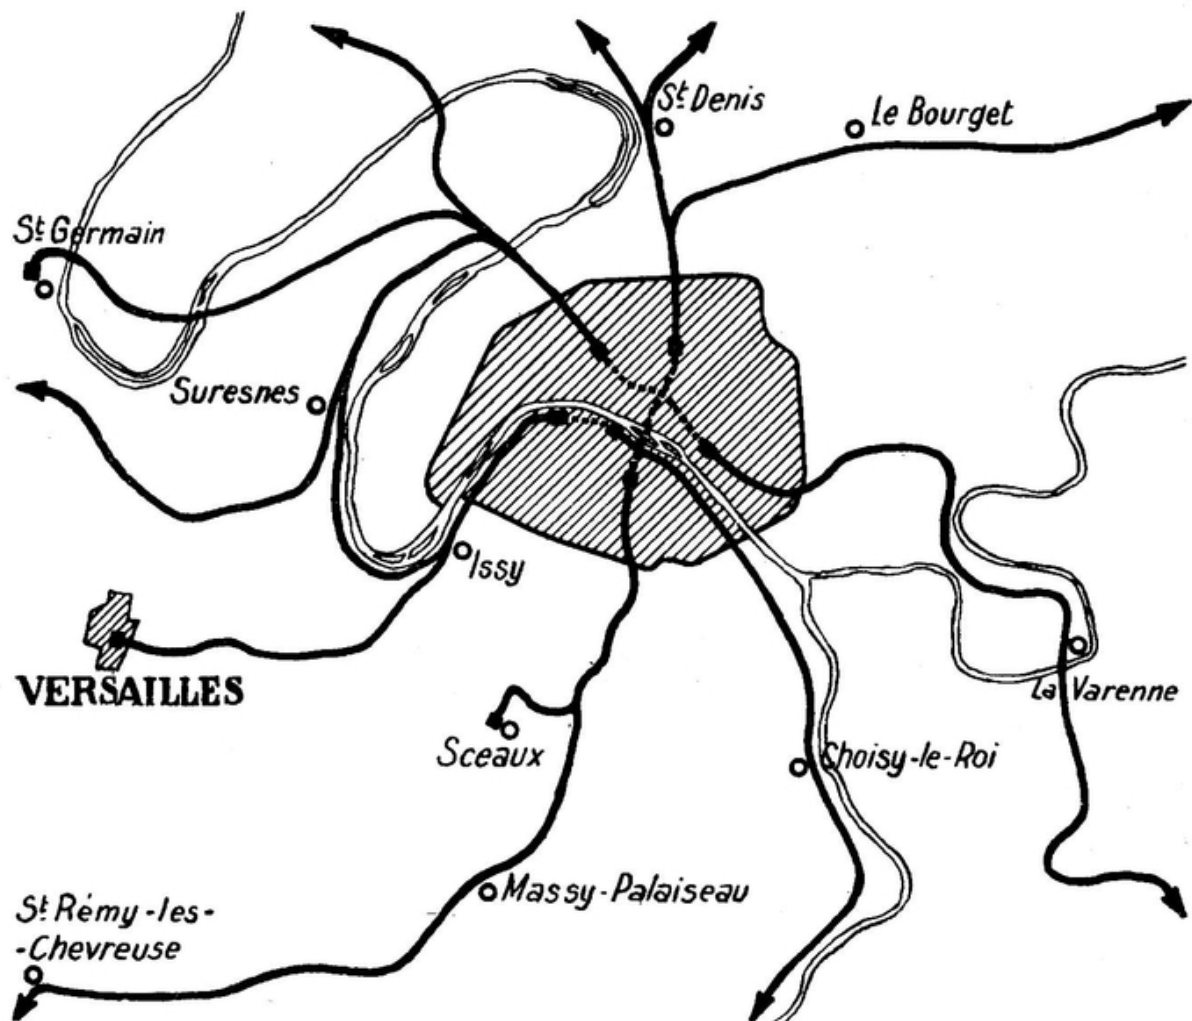 St Denis
Le Bourget
St Germain
Suresnes
Issy
VERSAILLES
La Varenne
Sceaux
Choisy-le-Roi
Massy-Palaiseau
St Rémy-les-
-Chevreuse